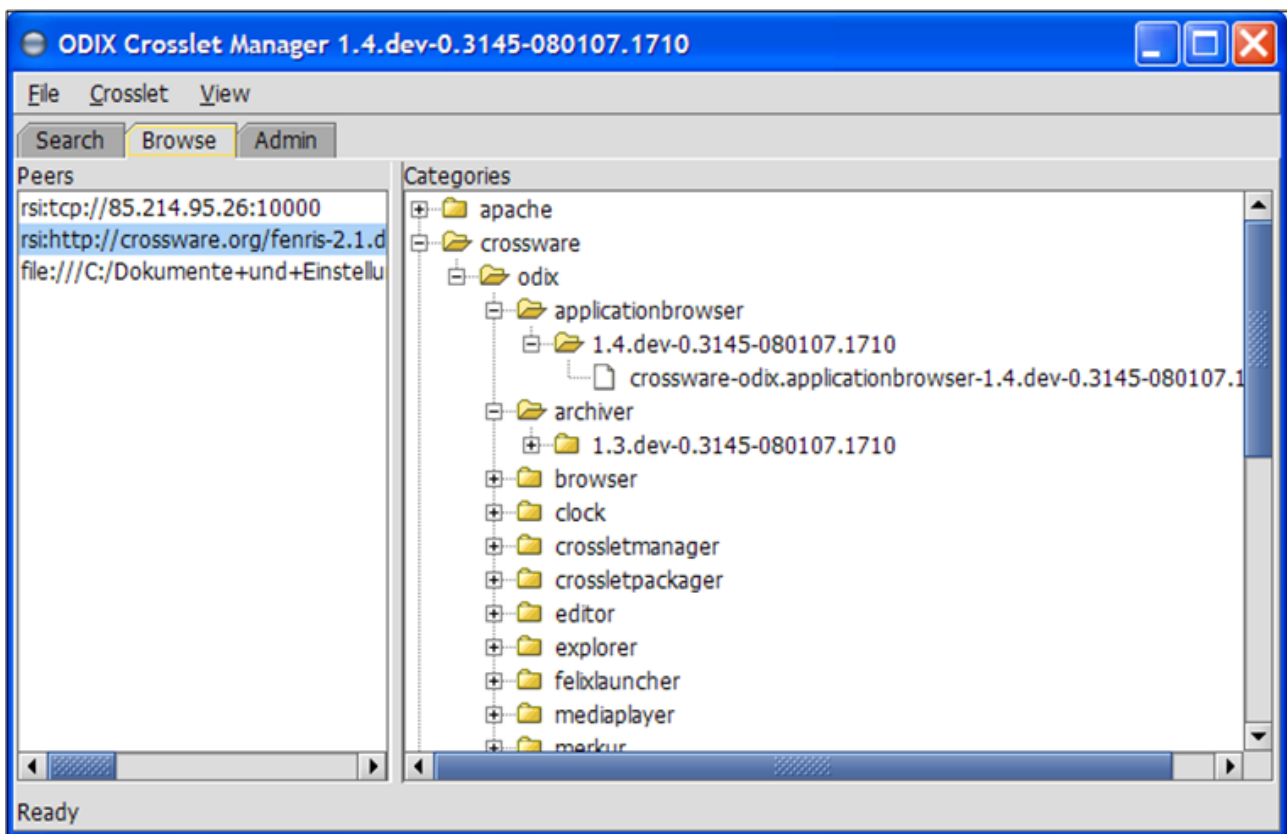 ODIX Crosslet Manager 1.4.dev-0.3145-080107.1710
File Crosslet View
Search Browse Admin
Peers
rsi:tcp://85.214.95.26:10000
rsi:http://crossware.org/fenris-2.1.d
file:///C:/Dokumente+und+Einstellu
Categories
apache
crossware
odix
applicationbrowser
1.4.dev-0.3145-080107.1710
crossware-odix.applicationbrowser-1.4.dev-0.3145-080107.1
archiver
1.3.dev-0.3145-080107.1710
browser
clock
crossletmanager
crossletpackager
editor
explorer
felixlauncher
mediaplayer
merkur
Ready